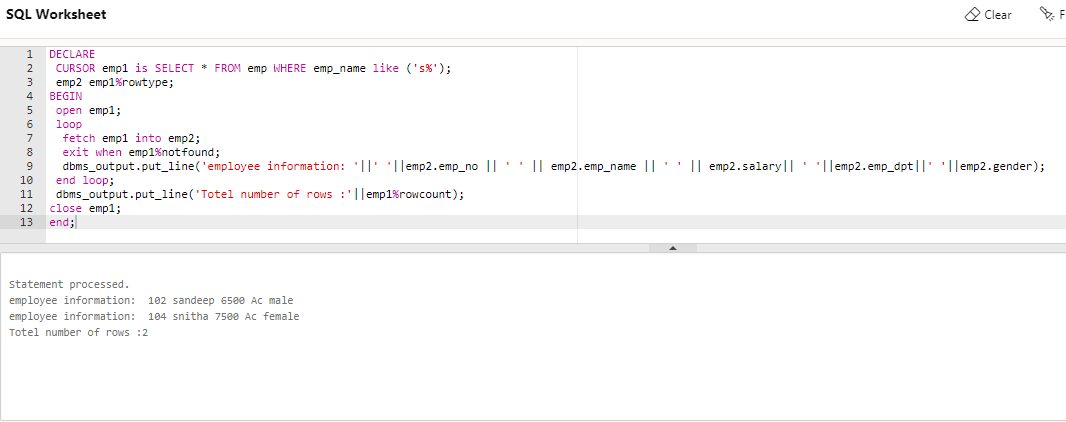 SQL Worksheet
Clear
F
1 DECLARE
2 CURSOR emp1 is SELECT * FROM emp WHERE emp_name like ('s%');
3 emp2 emp1%rowtype;
4 BEGIN
5 open emp1;
6 loop
7 fetch emp1 into emp2;
8 exit when emp1%notfound;
9 dbms_output.put_line('employee information: '||' '||emp2.emp_no || ' ' || emp2.emp_name || ' ' || emp2.salary|| ' '||emp2.emp_dpt||' '||emp2.gender);
10 end loop;
11 dbms_output.put_line('Totel number of rows :'||emp1%rowcount);
12 close emp1;
13 end;
Statement processed.
employee information:  102 sandeep 6500 Ac male
employee information:  104 snitha 7500 Ac female
Totel number of rows :2